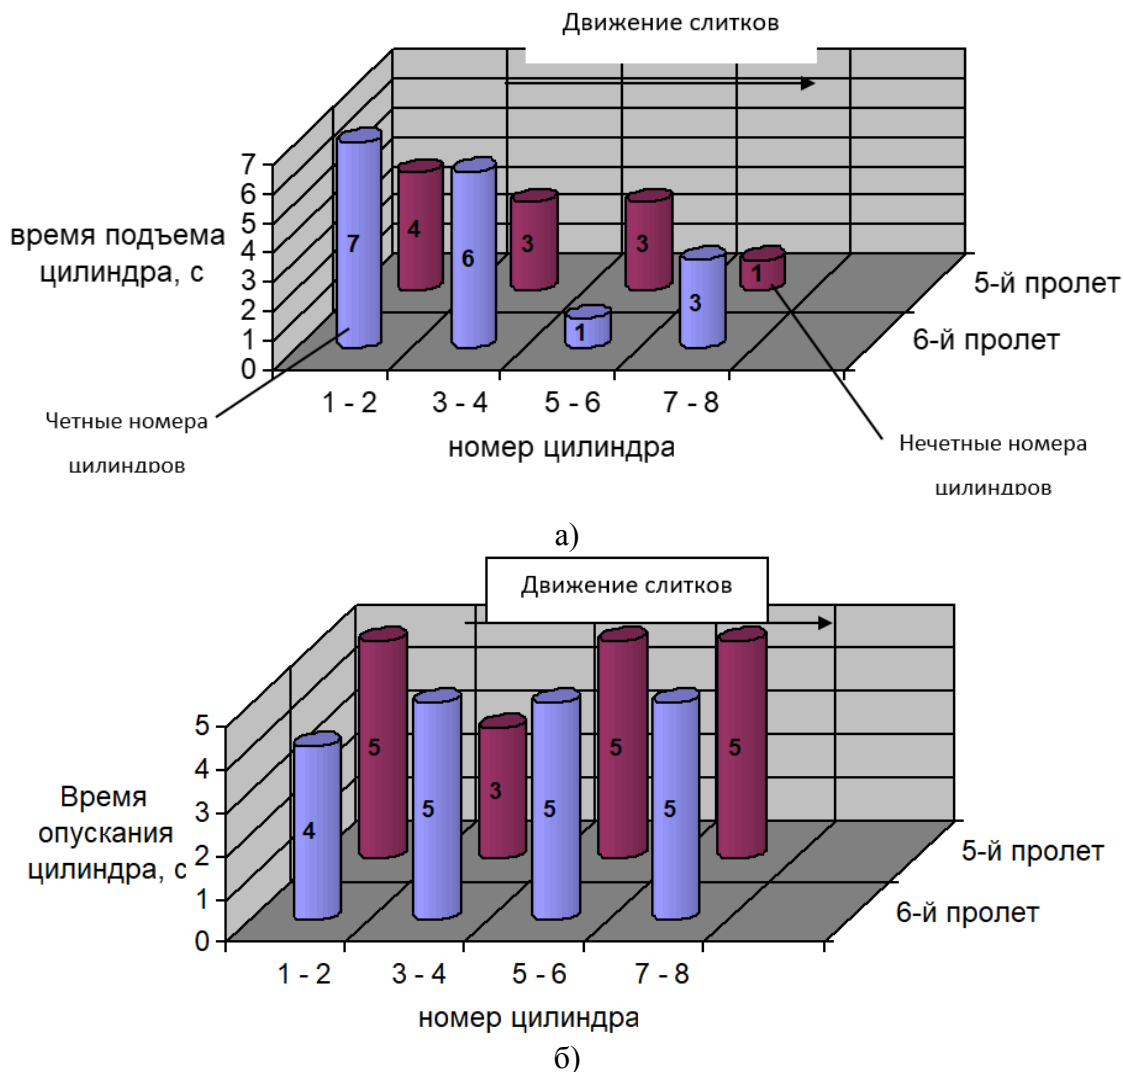 Движение слитков
7
6
5
4
3
2
1
0
время подъема
цилиндра, с
7
4
6
3
1
3
3
1
5-й пролет
6-й пролет
1 - 2
3 - 4
5 - 6
7 - 8
номер цилиндра
Четные номера
цилиндров
Нечетные номера
цилиндров
а)
Движение слитков
5
4
3
2
1
0
Время
опускания
цилиндра, с
4
5
5
3
5
5
5
5
5-й пролет
6-й пролет
1 - 2
3 - 4
5 - 6
7 - 8
номер цилиндра
б)